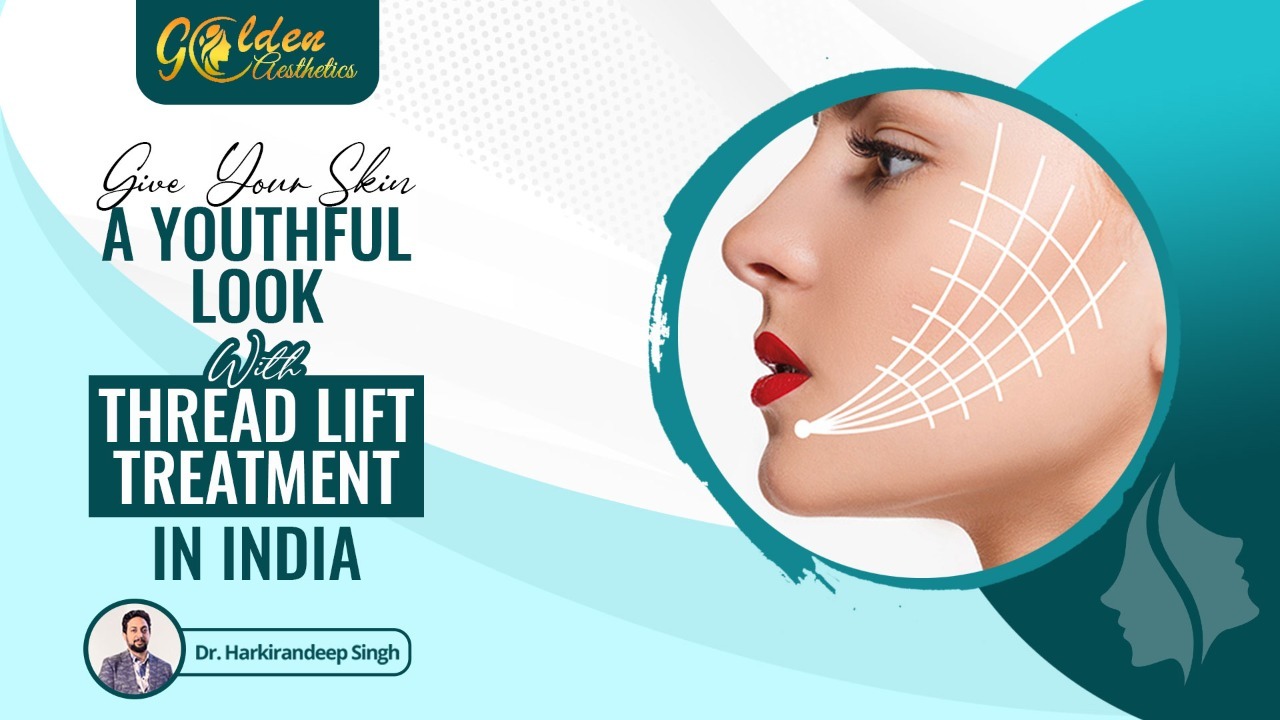 Golden
Aesthetics
Give Your Skin
A YOUTHFUL
LOOK
With
THREAD LIFT
TREATMENT
IN INDIA
Dr. Harkirandeep Singh